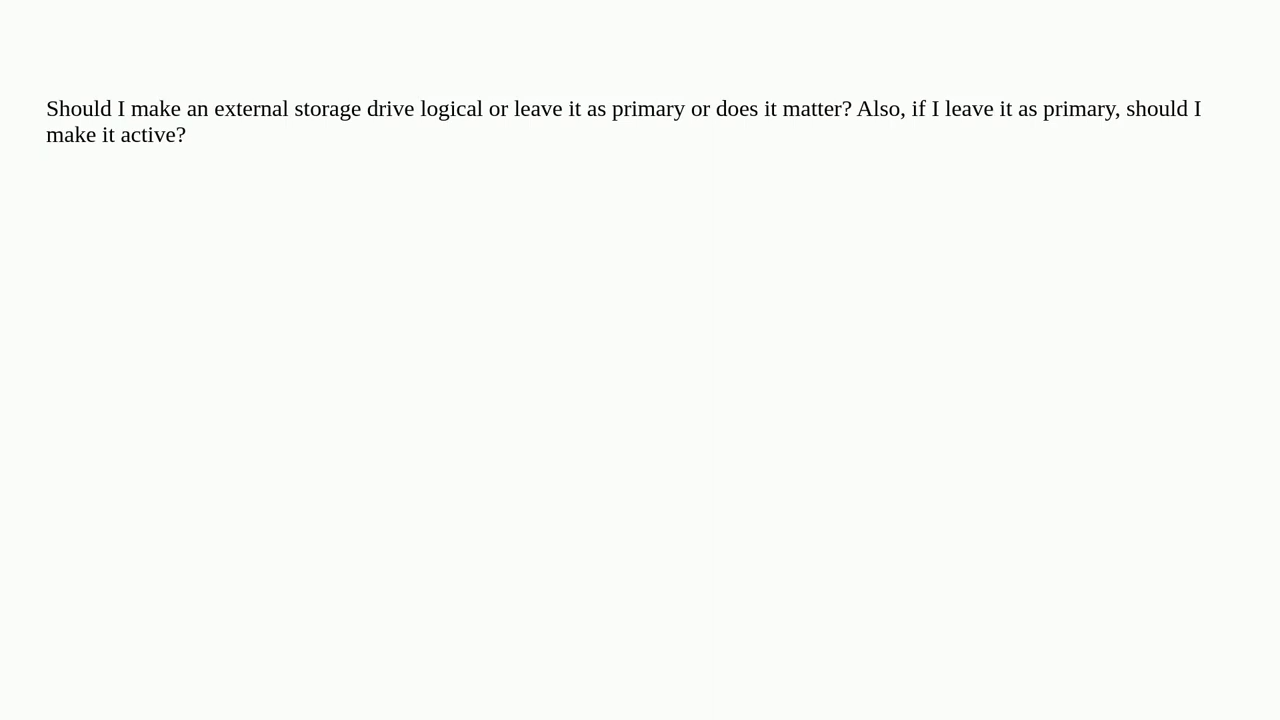 Should I make an external storage drive logical or leave it as primary or does it matter? Also, if I leave it as primary, should I
make it active?